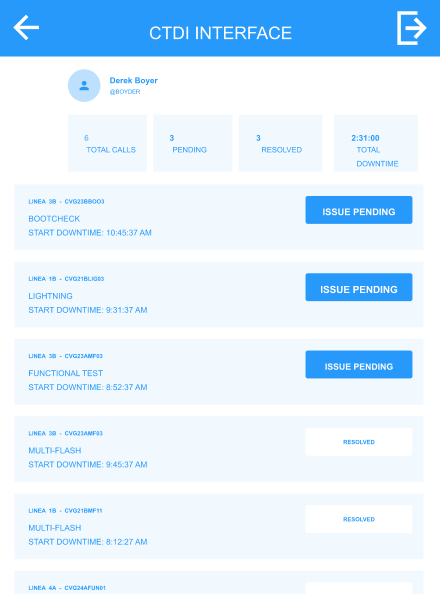 CTDI INTERFACE
Derek Boyer
@BOYDER
6
TOTAL CALLS
3
PENDING
3
RESOLVED
2:31:00
TOTAL
DOWNTIME
LINEA 3B - CVG23BBOO3
BOOTCHECK
START DOWNTIME: 10:45:37 AM
ISSUE PENDING
LINEA 1B - CVG21BLIG03
LIGHTNING
START DOWNTIME: 9:31:37 AM
ISSUE PENDING
LINEA 3B - CVG23AMF03
FUNCTIONAL TEST
START DOWNTIME: 8:52:37 AM
ISSUE PENDING
LINEA 3B - CVG23AMF03
MULTI-FLASH
START DOWNTIME: 9:45:37 AM
RESOLVED
LINEA 1B - CVG21BMF11
MULTI-FLASH
START DOWNTIME: 8:12:27 AM
RESOLVED
LINEA 4A - CVG24AFUN01